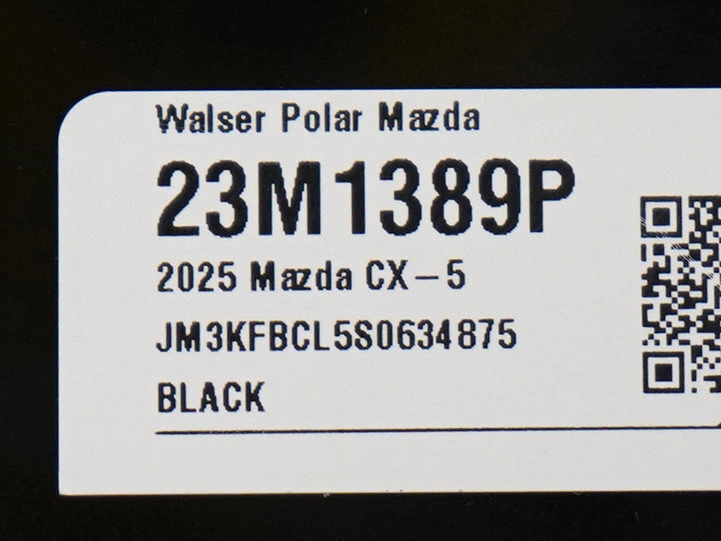 Walser Polar Mazda
23M1389P
2025 Mazda CX-5
JM3KFBCL5S0634875
BLACK